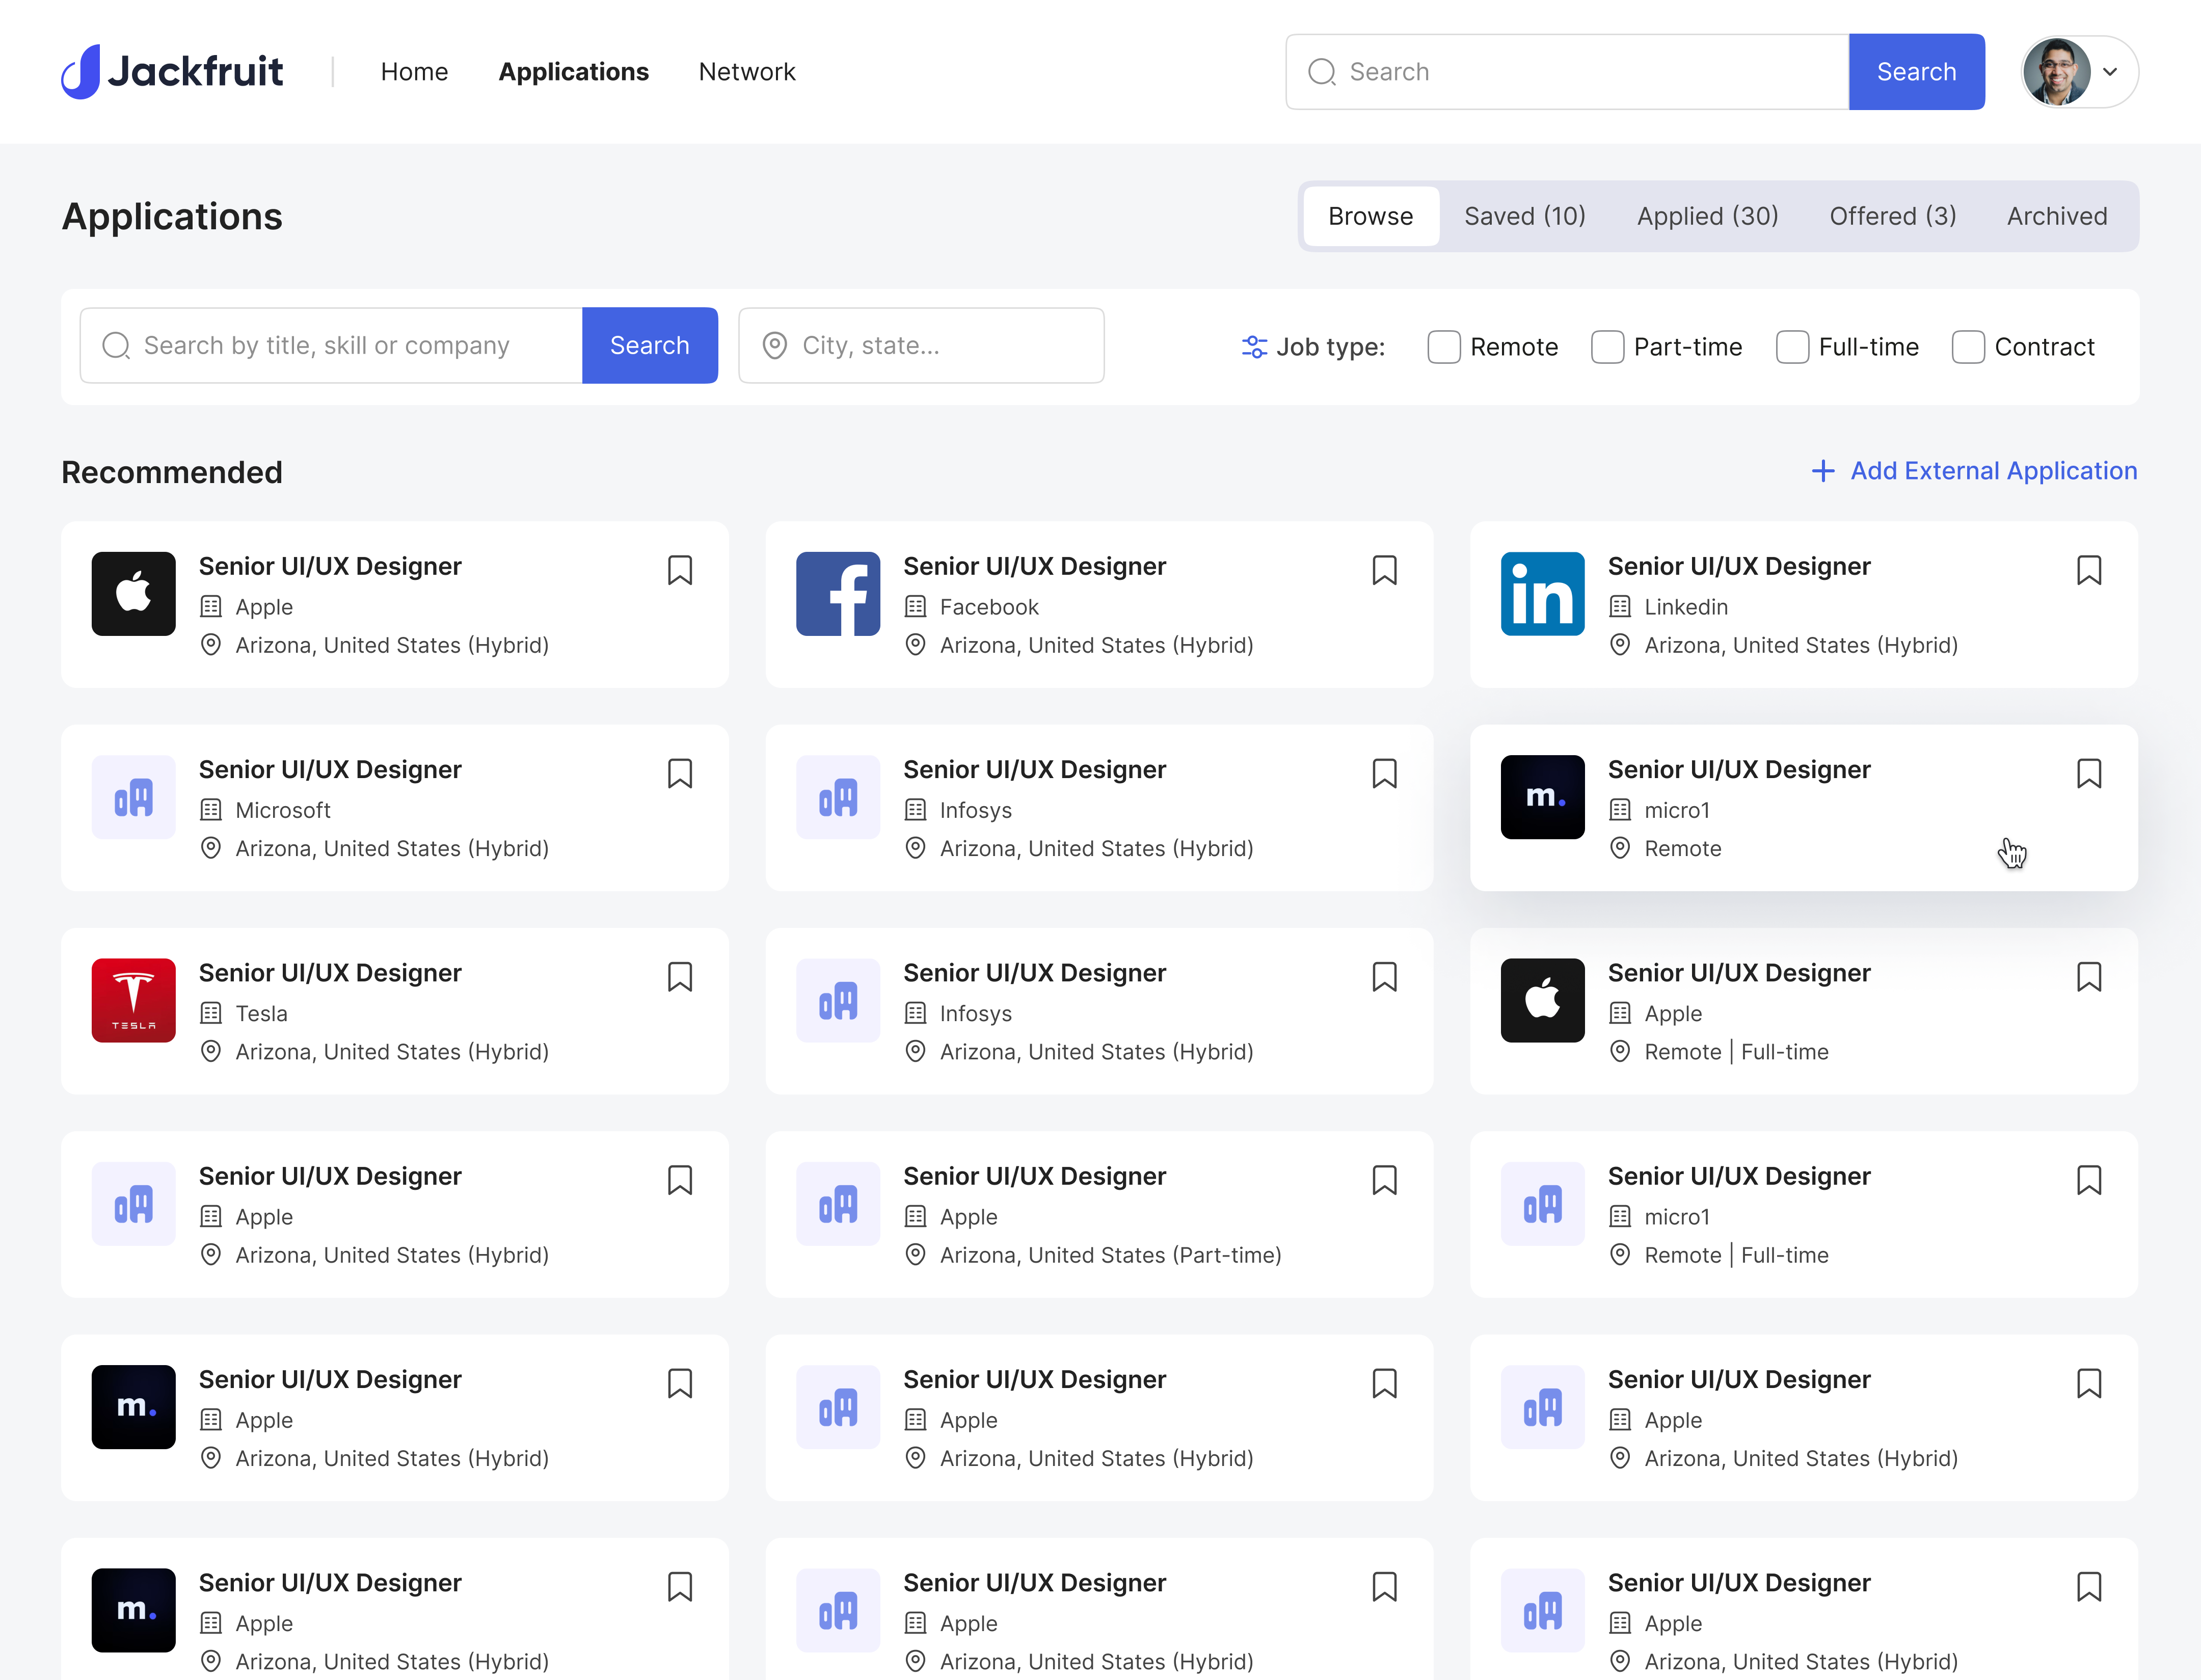 Jackfruit
Home
Applications
Network
Search
Search
Applications
Browse
Saved (10)
Applied (30)
Offered (3)
Archived
Search by title, skill or company
Search
City, state...
Job type:
Remote
Part-time
Full-time
Contract
Recommended
+ Add External Application
Senior UI/UX Designer
Apple
Arizona, United States (Hybrid)
Senior UI/UX Designer
Facebook
Arizona, United States (Hybrid)
in
Senior UI/UX Designer
Linkedin
Arizona, United States (Hybrid)
Senior UI/UX Designer
Microsoft
Arizona, United States (Hybrid)
Senior UI/UX Designer
Infosys
Arizona, United States (Hybrid)
m.
Senior UI/UX Designer
micro1
Remote
TESLA
Senior UI/UX Designer
Tesla
Arizona, United States (Hybrid)
Senior UI/UX Designer
Infosys
Arizona, United States (Hybrid)
Senior UI/UX Designer
Apple
Remote | Full-time
Senior UI/UX Designer
Apple
Arizona, United States (Hybrid)
Senior UI/UX Designer
Apple
Arizona, United States (Part-time)
Senior UI/UX Designer
micro1
Remote | Full-time
m.
Senior UI/UX Designer
Apple
Arizona, United States (Hybrid)
Senior UI/UX Designer
Apple
Arizona, United States (Hybrid)
Senior UI/UX Designer
Apple
Arizona, United States (Hybrid)
m.
Senior UI/UX Designer
Apple
Arizona, United States (Hybrid)
Senior UI/UX Designer
Apple
Arizona, United States (Hybrid)
Senior UI/UX Designer
Apple
Arizona, United States (Hybrid)